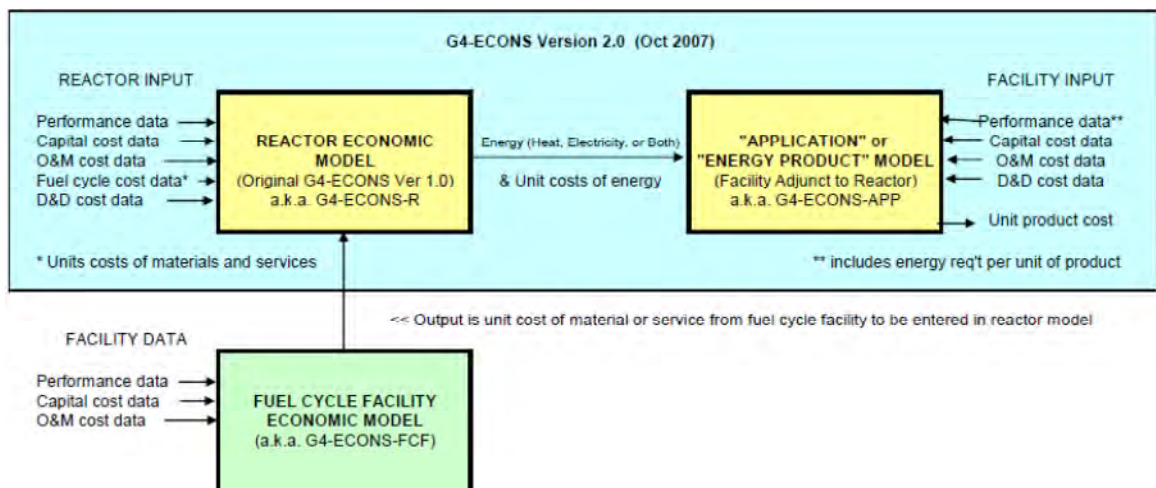 G4-ECONS Version 2.0 (Oct 2007)
REACTOR INPUT
Performance data
Capital cost data
O&M cost data
Fuel cycle cost data*
D&D cost data
REACTOR ECONOMIC
MODEL
(Original G4-ECONS Ver 1.0)
a.k.a. G4-ECONS-R
Energy (Heat, Electricity, or Both)
& Unit costs of energy
"APPLICATION" or
"ENERGY PRODUCT" MODEL
(Facility Adjunct to Reactor)
a.k.a. G4-ECONS-APP
FACILITY INPUT
Performance data**
Capital cost data
O&M cost data
D&D cost data
Unit product cost
* Units costs of materials and services
** includes energy req't per unit of product
<< Output is unit cost of material or service from fuel cycle facility to be entered in reactor model
FACILITY DATA
Performance data
Capital cost data
O&M cost data
FUEL CYCLE FACILITY
ECONOMIC MODEL
(a.k.a. G4-ECONS-FCF)